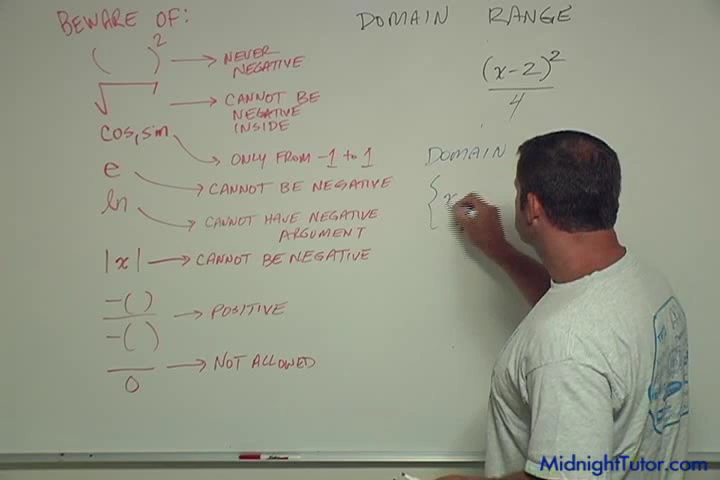 BEWARE OF:
( )² → NEVER
NEGATIVE
√ → CANNOT BE
NEGATIVE
INSIDE
cos, sin → ONLY FROM -1 to 1
e → CANNOT BE NEGATIVE
ln → CANNOT HAVE NEGATIVE
ARGUMENT
|x| → CANNOT BE NEGATIVE
-( )
-( ) → POSITIVE
0 → NOT ALLOWED
DOMAIN RANGE
(x-2)²
4
DOMAIN
{x
MidnightTutor.com